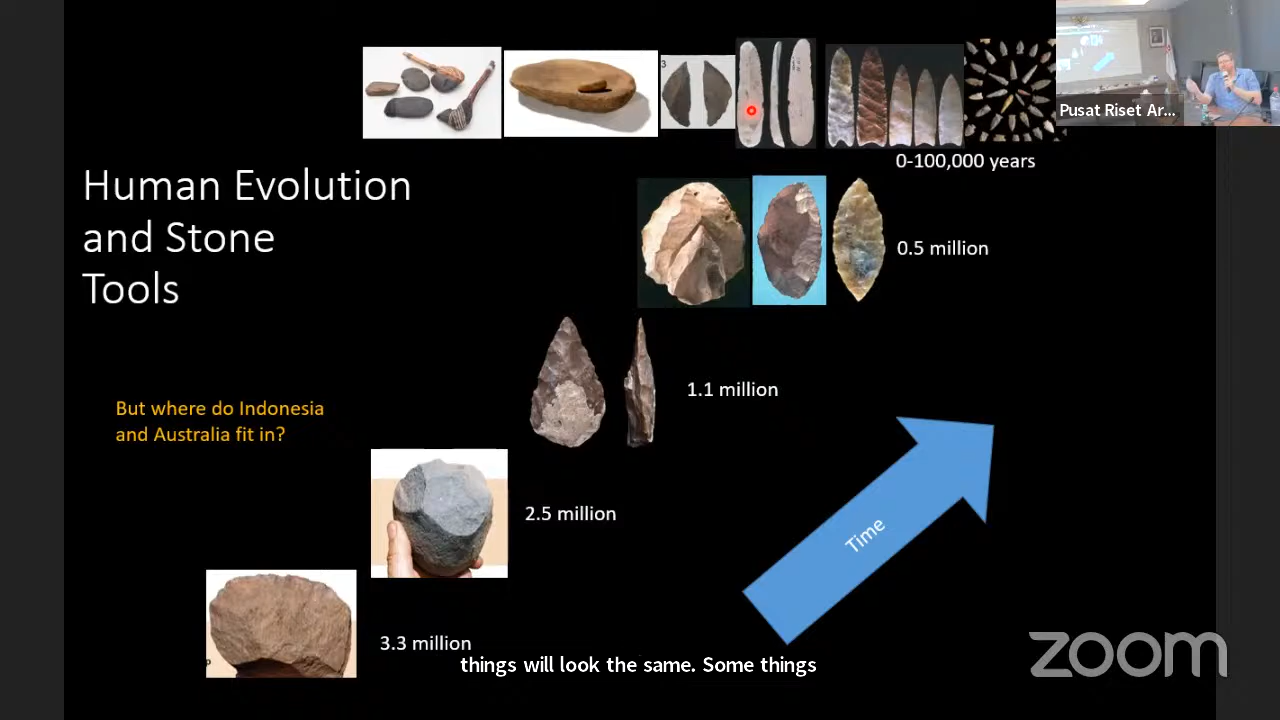 Pusat Riset Ar...
3
0-100,000 years
Human Evolution
and Stone
Tools
0.5 million
1.1 million
But where do Indonesia
and Australia fit in?
2.5 million
Time
3.3 million
things will look the same. Some things
zoom